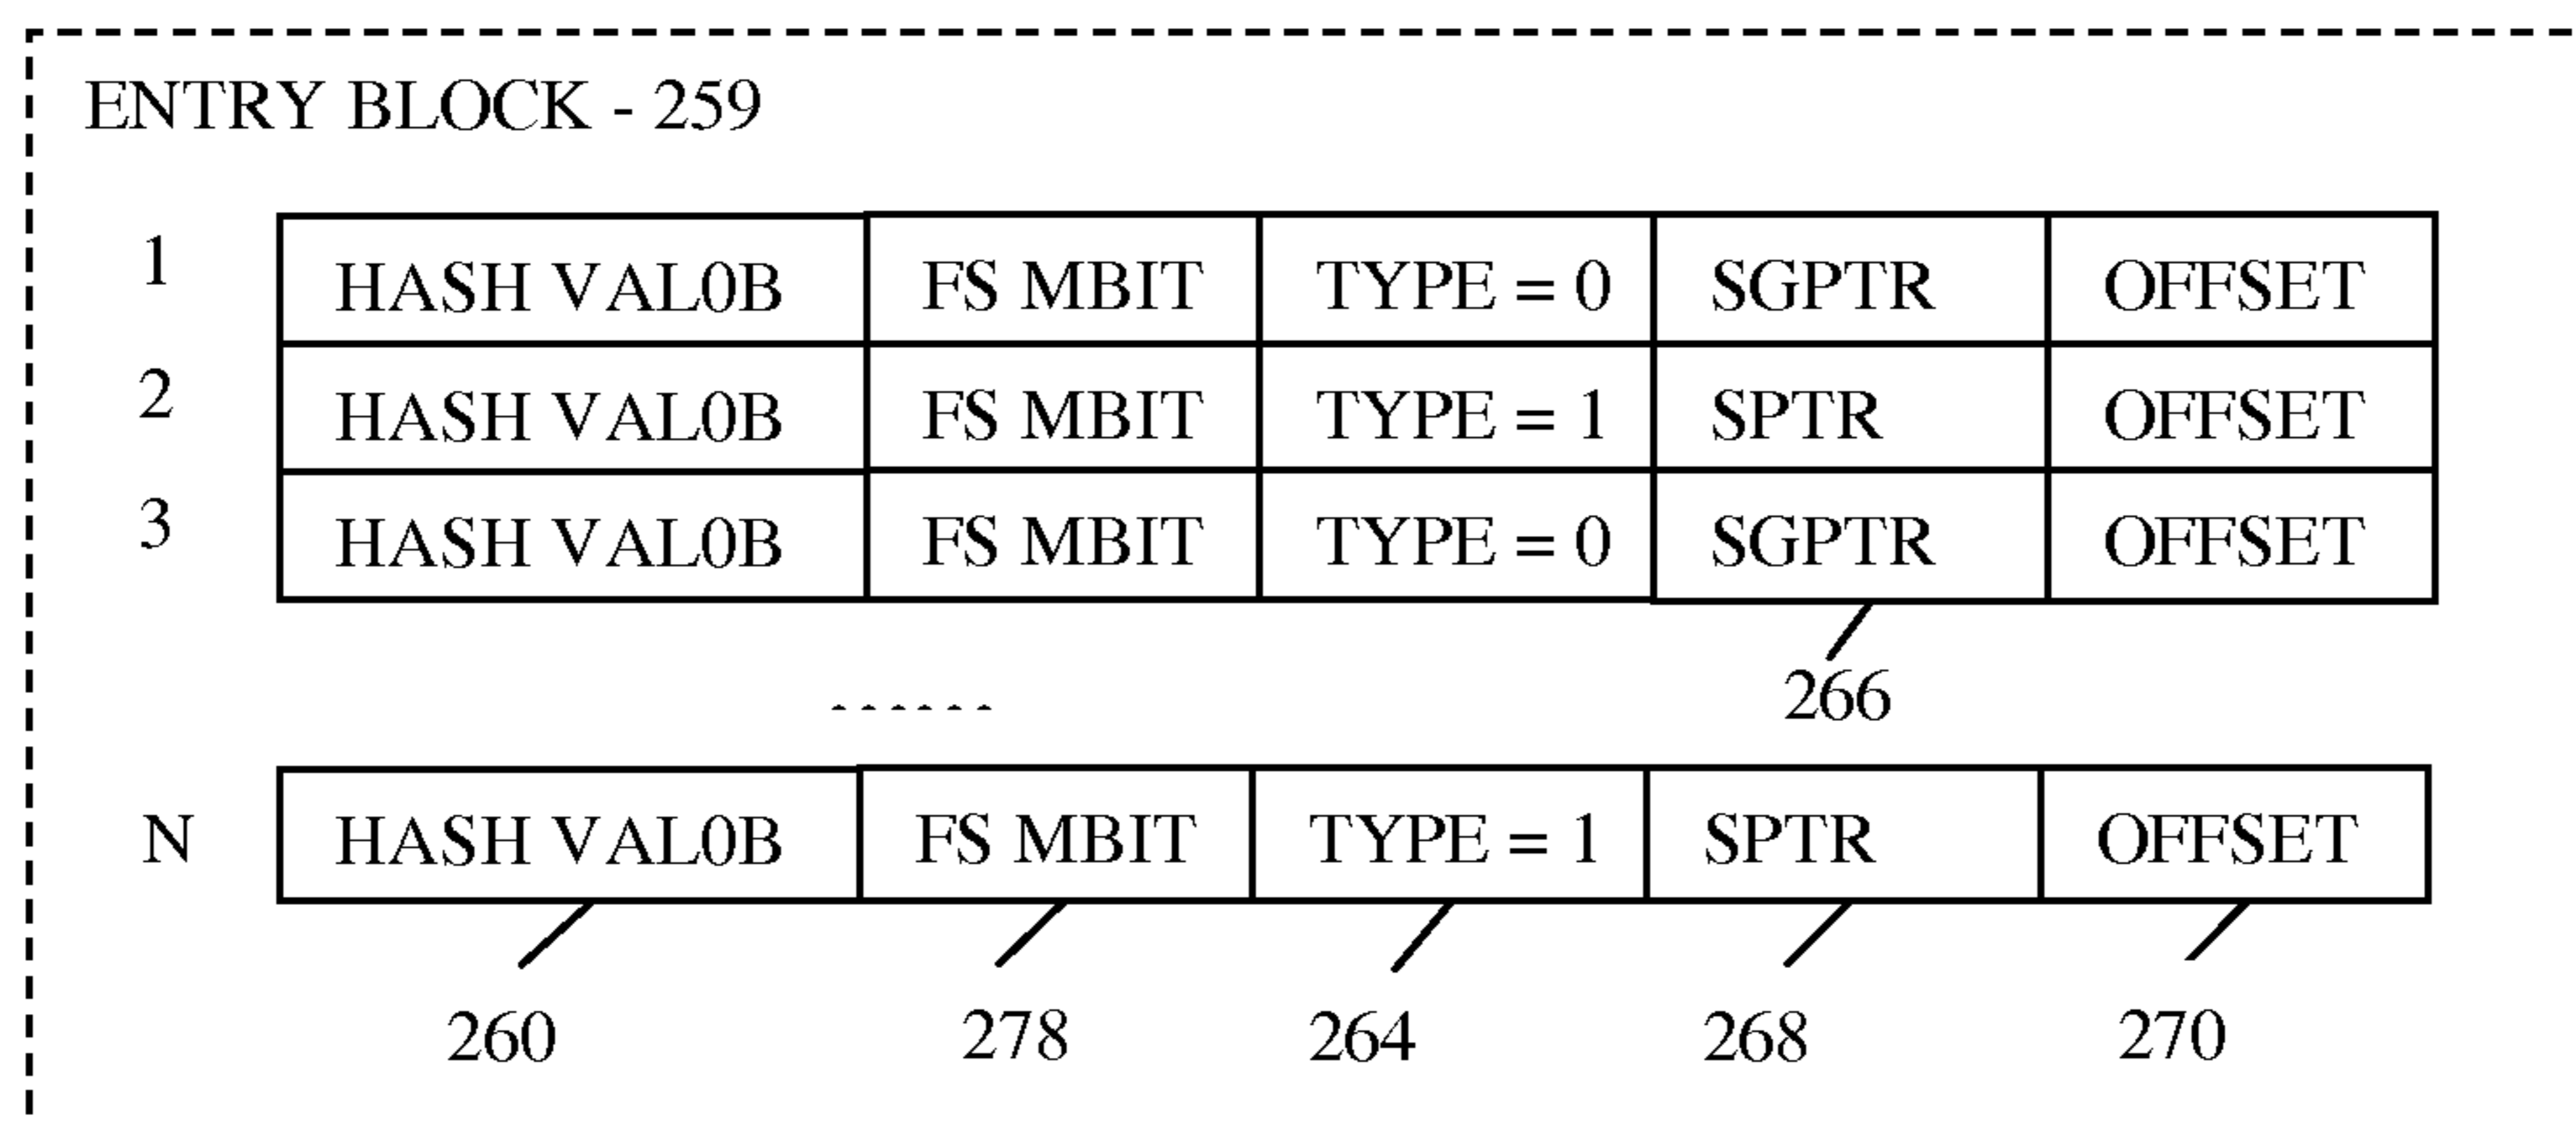 ENTRY BLOCK - 259
1 HASH VAL0B FS MBIT TYPE = 0 SGPTR OFFSET
2 HASH VAL0B FS MBIT TYPE = 1 SPTR OFFSET
3 HASH VAL0B FS MBIT TYPE = 0 SGPTR OFFSET
266
......
N HASH VAL0B FS MBIT TYPE = 1 SPTR OFFSET
260 278 264 268 270